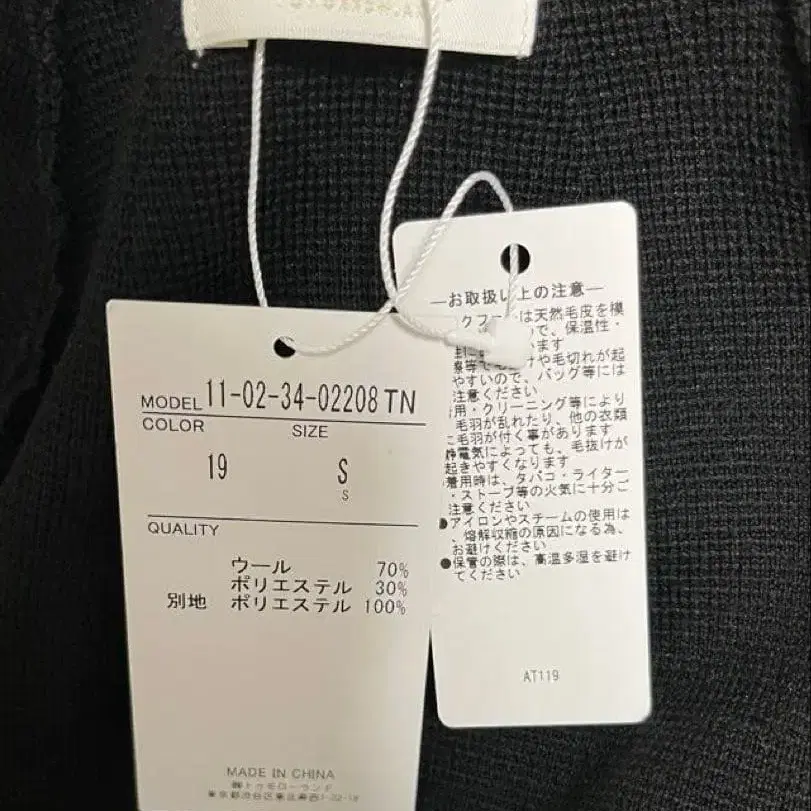 MODEL 11-02-34-02208 TN
COLOR SIZE
19 S
S
QUALITY
ウール 70%
ポリエステル 30%
別地 ポリエステル 100%
MADE IN CHINA
㈱トゥモローランド
—お取扱い上の注意—
は天然毛皮を模
で、保温性・
います
や毛切れが起
やすいので、バッグ等には
注意ください
用・クリーニング等により
毛羽が乱れたり、他の衣類
に毛羽が付く事があります
静電気によっても、毛抜けが
起きやすくなります
着用時は、タバコ・ライター
・ストーブ等の火気に十分ご
注意ください
●アイロンやスチームの使用は
、熔解収縮の原因になる為、
お避けください
●保管の際は、高温多湿を避け
てください
AT119